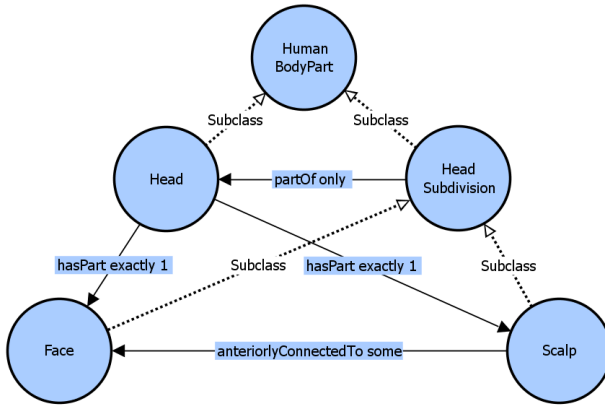 Human
BodyPart
Subclass
Subclass
Head
partOf only
Head
Subdivision
hasPart exactly 1
Subclass
hasPart exactly 1
Subclass
Face
anteriorlyConnectedTo some
Scalp